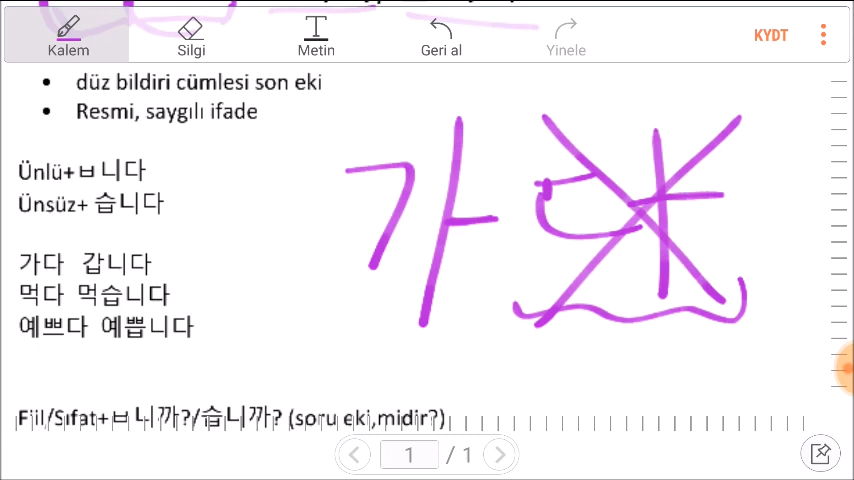 Kalem Silgi Metin Geri al Yinele KYDT
• düz bildiri cümlesi son eki
• Resmi, saygılı ifade
Ünlü+ㅂ니다
Ünsüz+ 습니다
가다 갑니다
먹다 먹습니다
예쁘다 예쁩니다
가다
Fiil/Sıfat+ㅂ니까?/습니까? (soru eki,midir?)
1 / 1